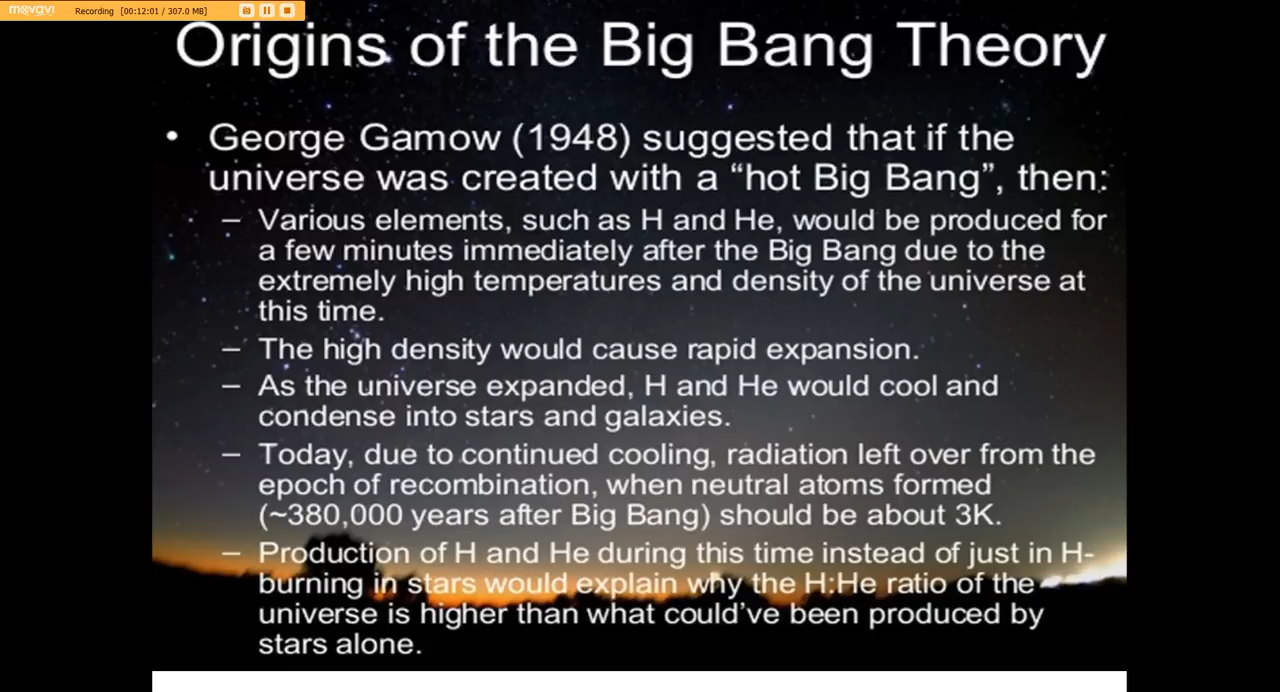 movavi
Recording [00:12:01 / 307.0 MB]
Origins of the Big Bang Theory
• George Gamow (1948) suggested that if the
universe was created with a “hot Big Bang”, then:
– Various elements, such as H and He, would be produced for
a few minutes immediately after the Big Bang due to the
extremely high temperatures and density of the universe at
this time.
– The high density would cause rapid expansion.
– As the universe expanded, H and He would cool and
condense into stars and galaxies.
– Today, due to continued cooling, radiation left over from the
epoch of recombination, when neutral atoms formed
(~380,000 years after Big Bang) should be about 3K.
– Production of H and He during this time instead of just in H-
burning in stars would explain why the H:He ratio of the
universe is higher than what could’ve been produced by
stars alone.